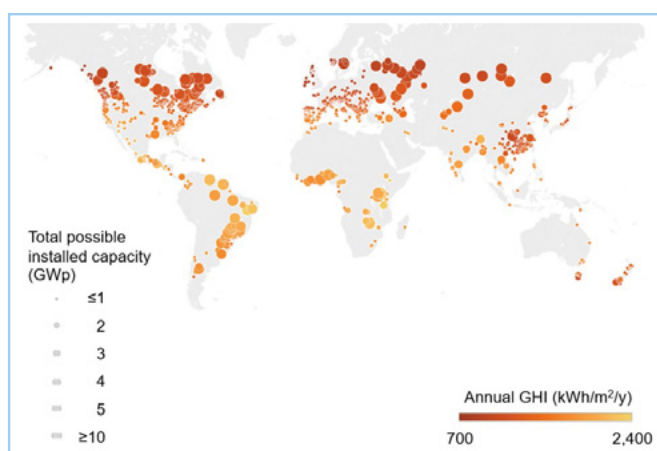 Total possible
installed capacity
(GWp)
≤1
2
3
4
5
≥10
Annual GHI (kWh/m²/y)
700 2,400